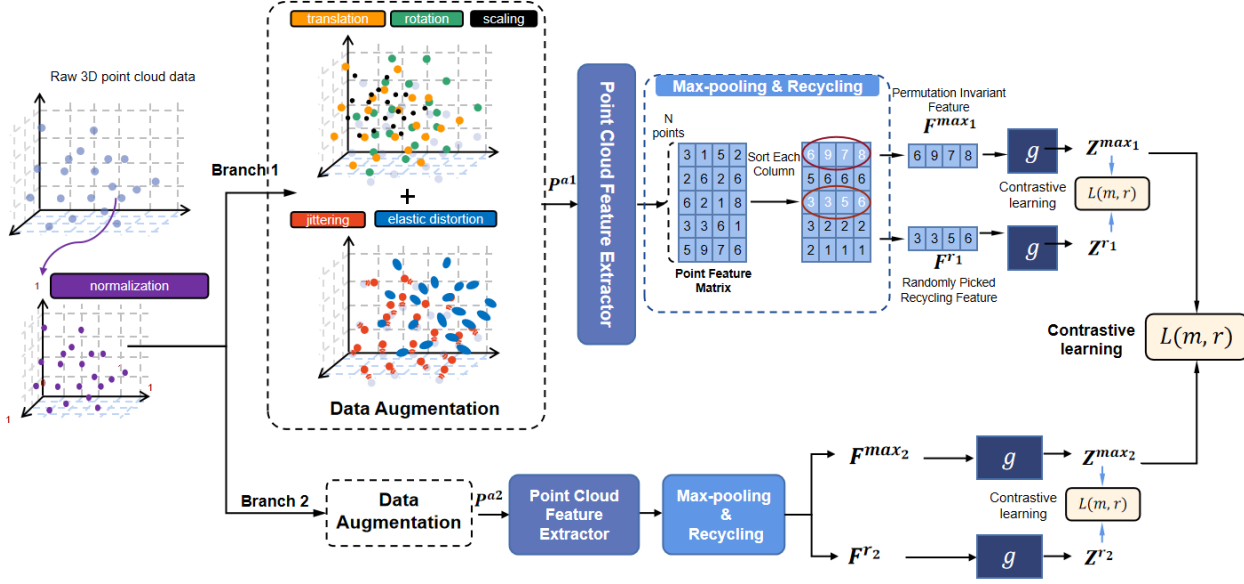 translation rotation scaling
Raw 3D point cloud data
Branch 1
+
jittering elastic distortion
Data Augmentation
normalization
1
1
1
1
P^{a1}
Point Cloud Feature Extractor
Max-pooling & Recycling
N
points
3 1 5 2
2 6 2 6
6 2 1 8
3 3 6 1
5 9 7 6
Point Feature
Matrix
Sort Each
Column
6 9 7 8
5 6 6 6
3 3 5 6
3 2 2 2
2 1 1 1
Permutation Invariant
Feature
F^{max_1}
6 9 7 8
g
Z^{max_1}
Contrastive
learning
L(m, r)
3 3 5 6
g
Z^{r_1}
F^{r_1}
Randomly Picked
Recycling Feature
Contrastive
learning
L(m, r)
Branch 2
Data
Augmentation
P^{a2}
Point Cloud
Feature
Extractor
Max-pooling
&
Recycling
F^{max_2}
g
Z^{max_2}
Contrastive
learning
L(m, r)
F^{r_2}
g
Z^{r_2}